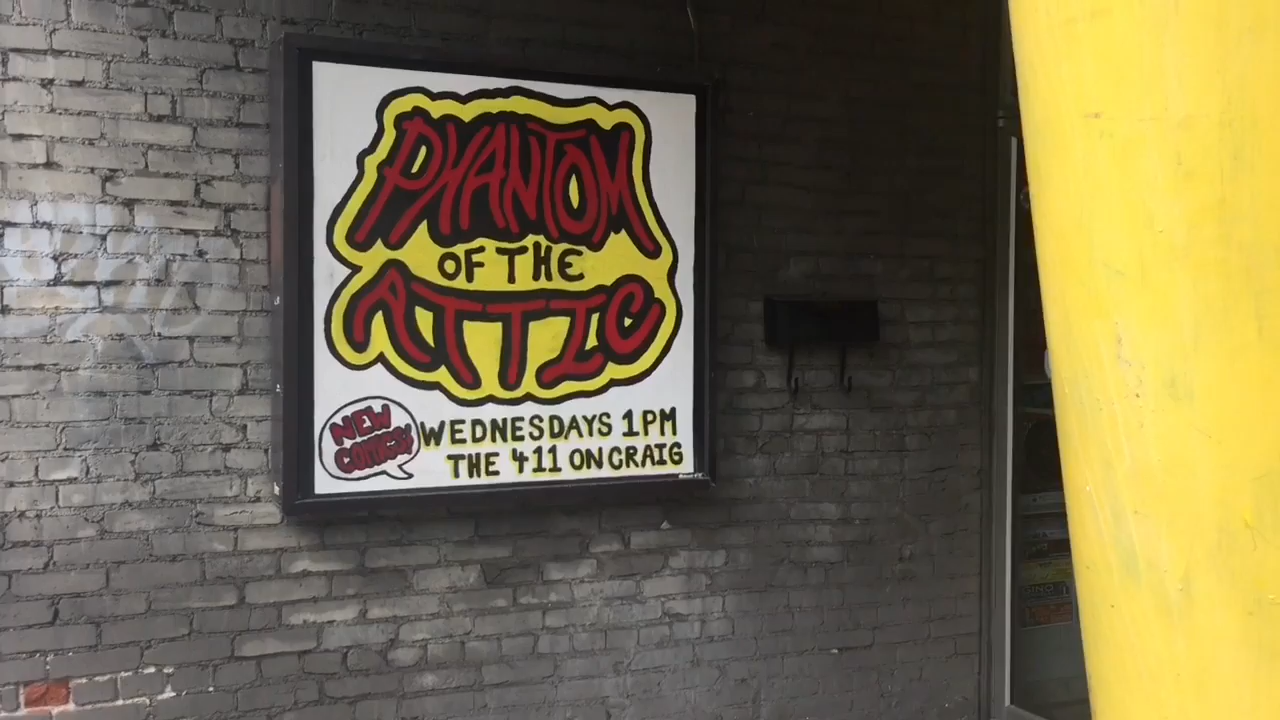 PHANTOM
OF THE
ATTIC
NEW
COMICS!
WEDNESDAYS 1PM
THE 411 ON CRAIG